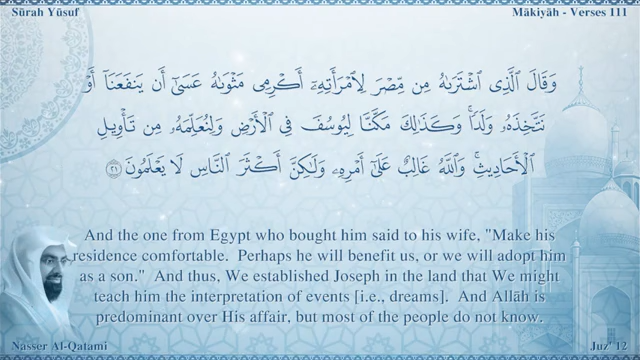 Sūrah Yūsuf
Mākiyāh - Verses 111
وَقَالَ ٱلَّذِى ٱشْتَرَىٰهُ مِن مِّصْرَ لِٱمْرَأَتِهِۦٓ أَكْرِمِى مَثْوَىٰهُ عَسَىٰٓ أَن يَنفَعَنَآ أَوْ
نَتَّخِذَهُۥ وَلَدًا ۚ وَكَذَٰلِكَ مَكَّنَّا لِيُوسُفَ فِى ٱلْأَرْضِ وَلِنُعَلِّمَهُۥ مِن تَأْوِيلِ
ٱلْأَحَادِيثِ ۚ وَٱللَّهُ غَالِبٌ عَلَىٰٓ أَمْرِهِۦ وَلَٰكِنَّ أَكْثَرَ ٱلنَّاسِ لَا يَعْلَمُونَ ٢١
And the one from Egypt who bought him said to his wife, "Make his
residence comfortable. Perhaps he will benefit us, or we will adopt him
as a son." And thus, We established Joseph in the land that We might
teach him the interpretation of events [i.e., dreams]. And Allāh is
predominant over His affair, but most of the people do not know.
Nasser Al-Qatami
Juz' 12